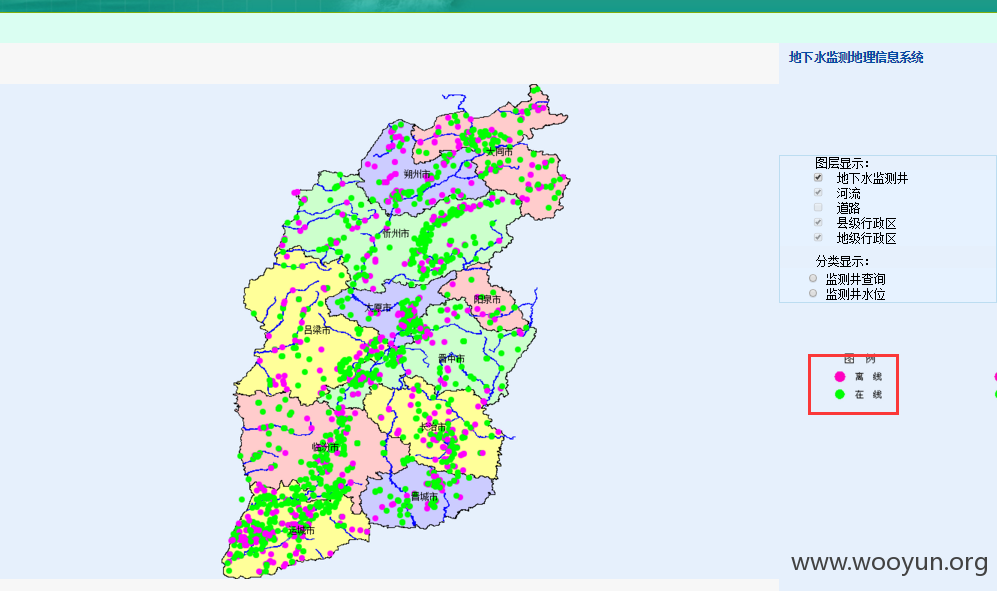 地下水监测地理信息系统
图层显示：
地下水监测井
河流
道路
县级行政区
地级行政区
分类显示：
监测井查询
监测井水位
图 例
离 线
在 线
大同市
朔州市
忻州市
阳泉市
太原市
吕梁市
晋中市
长治市
临汾市
晋城市
运城市
www.wooyun.org